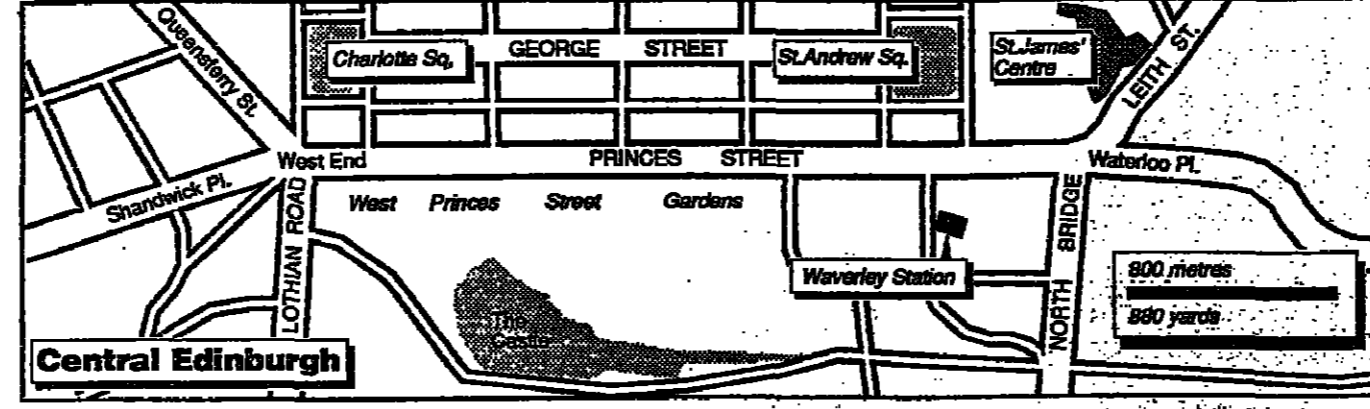 Queensferry St.
Charlotte Sq.
GEORGE STREET
St.Andrew Sq.
St.James'
Centre
LEITH ST.
West End
PRINCES STREET
Waterloo Pl.
Shandwick Pl.
LOTHIAN ROAD
West Princes Street Gardens
NORTH BRIDGE
Waverley Station
800 metres
880 yards
The
Castle
Central Edinburgh